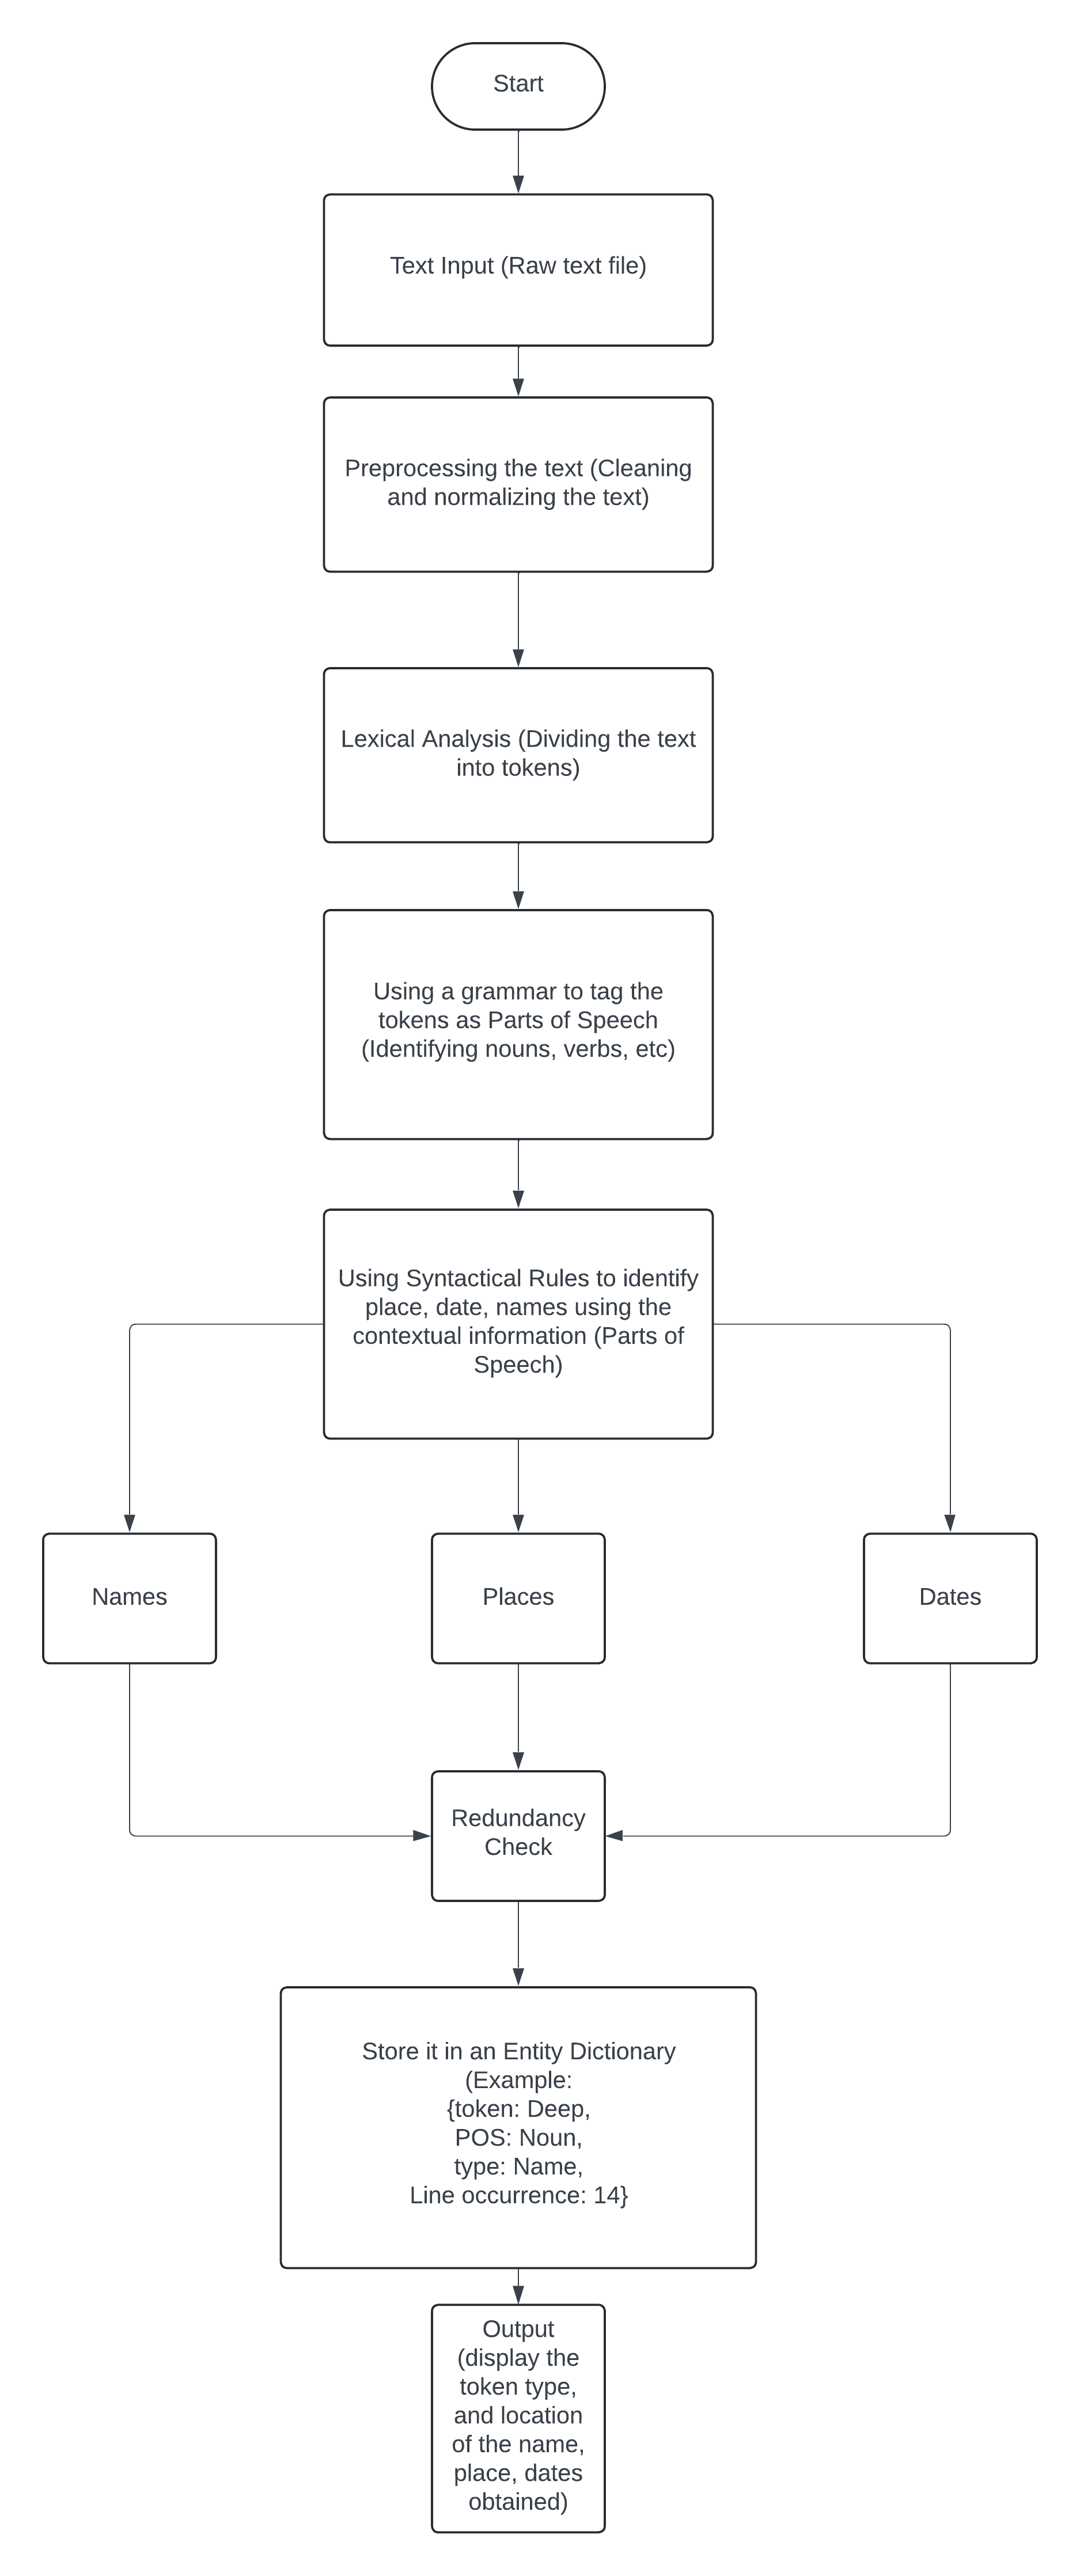 Start
Text Input (Raw text file)
Preprocessing the text (Cleaning
and normalizing the text)
Lexical Analysis (Dividing the text
into tokens)
Using a grammar to tag the
tokens as Parts of Speech
(Identifying nouns, verbs, etc)
Using Syntactical Rules to identify
place, date, names using the
contextual information (Parts of
Speech)
Names
Places
Dates
Redundancy
Check
Store it in an Entity Dictionary
(Example:
{token: Deep,
POS: Noun,
type: Name,
Line occurrence: 14}
Output
(display the
token type,
and location
of the name,
place, dates
obtained)